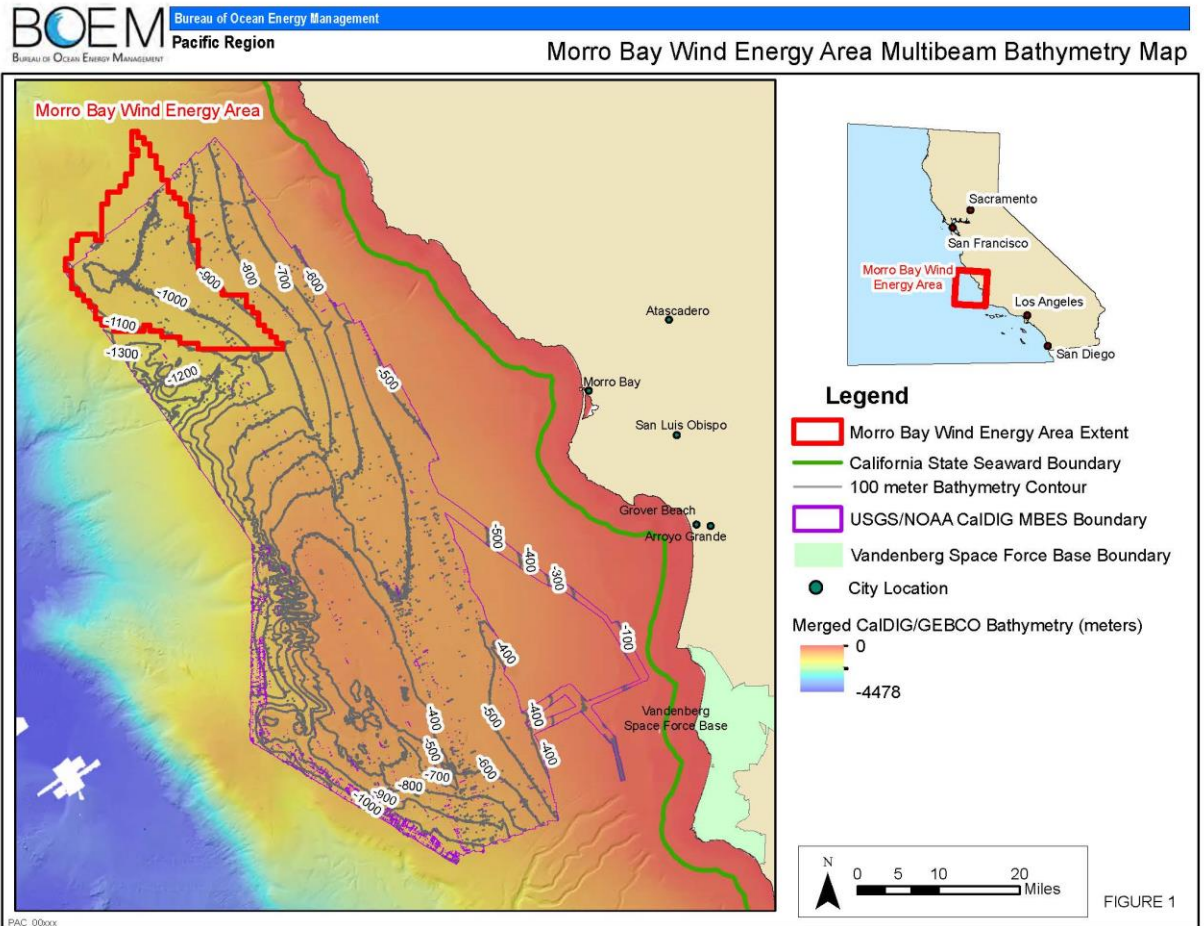 BOEM
BUREAU OF OCEAN ENERGY MANAGEMENT
Bureau of Ocean Energy Management
Pacific Region
Morro Bay Wind Energy Area Multibeam Bathymetry Map
Morro Bay Wind Energy Area
-900
-800
-700
-600
-1000
-1100
-1300
-1200
-500
Atascadero
Morro Bay
San Luis Obispo
Grover Beach
Arroyo Grande
-500
-400
-300
-100
-400
Vandenberg
Space Force Base
-400
-500
-400
-400
-500
-600
-700
-800
-900
-1000
Sacramento
San Francisco
Morro Bay Wind
Energy Area
Los Angeles
San Diego
Legend
Morro Bay Wind Energy Area Extent
California State Seaward Boundary
100 meter Bathymetry Contour
USGS/NOAA CalDIG MBES Boundary
Vandenberg Space Force Base Boundary
City Location
Merged CalDIG/GEBCO Bathymetry (meters)
0
-4478
N
0 5 10 20
Miles
FIGURE 1
PAC_00xxx